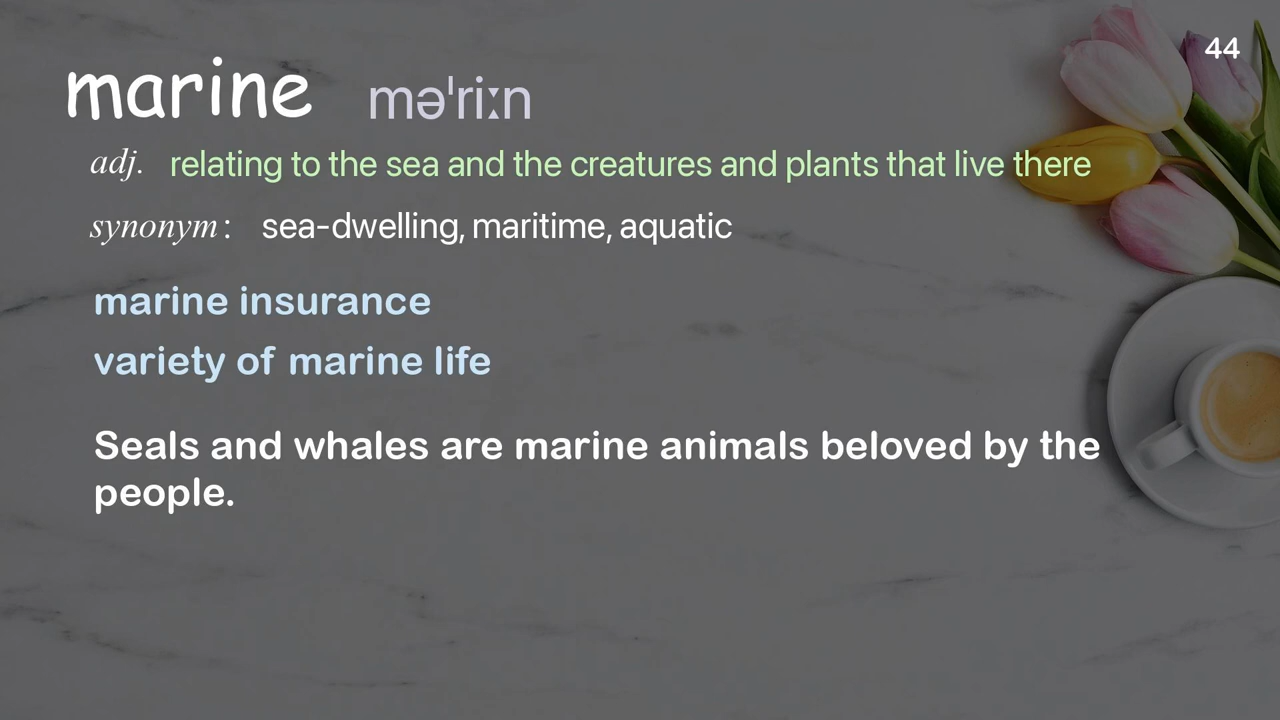 44
marine məˈriːn
adj. relating to the sea and the creatures and plants that live there
synonym: sea-dwelling, maritime, aquatic
marine insurance
variety of marine life
Seals and whales are marine animals beloved by the
people.